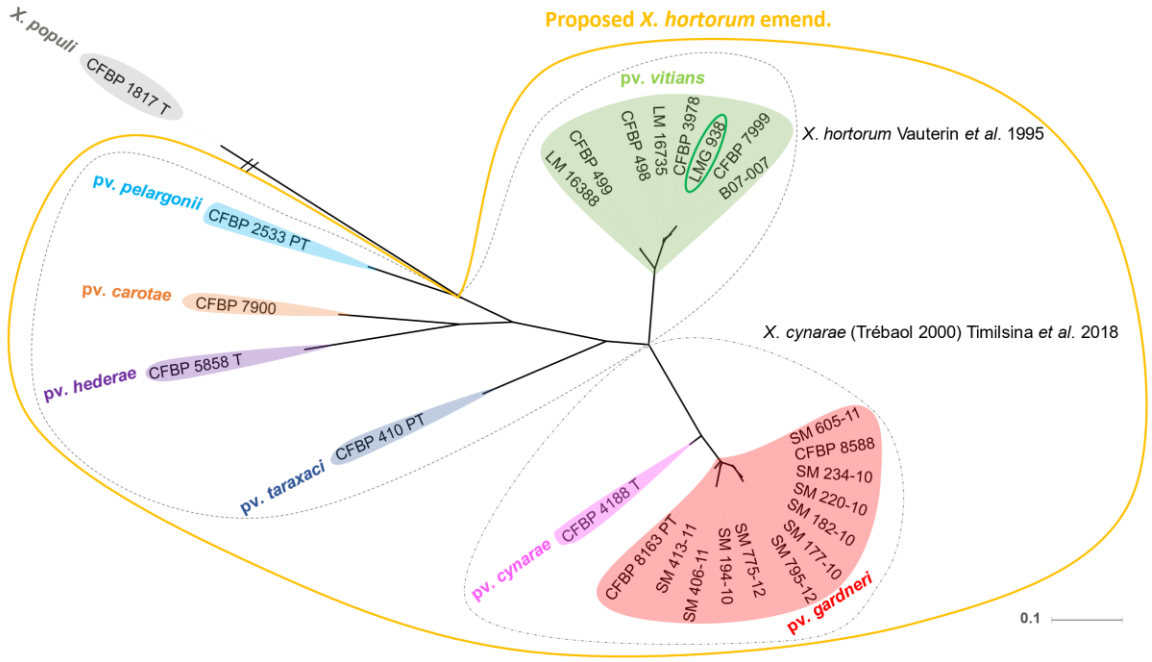 Proposed X. hortorum emend.
X. populi
CFBP 1817 T
pv. vitians
LM 16388
CFBP 499
CFBP 498
LM 16735
CFBP 3978
LMG 938
CFBP 7999
B07-007
X. hortorum Vauterin et al. 1995
pv. pelargonii
CFBP 2533 PT
pv. carotae
CFBP 7900
pv. hederae
CFBP 5858 T
pv. taraxaci
CFBP 410 PT
X. cynarae (Trébaol 2000) Timilsina et al. 2018
pv. cynarae
CFBP 4188 T
SM 605-11
CFBP 8588
SM 234-10
SM 220-10
SM 182-10
SM 177-10
SM 795-12
SM 775-12
SM 194-10
SM 406-11
SM 413-11
CFBP 8163 PT
pv. gardneri
0.1